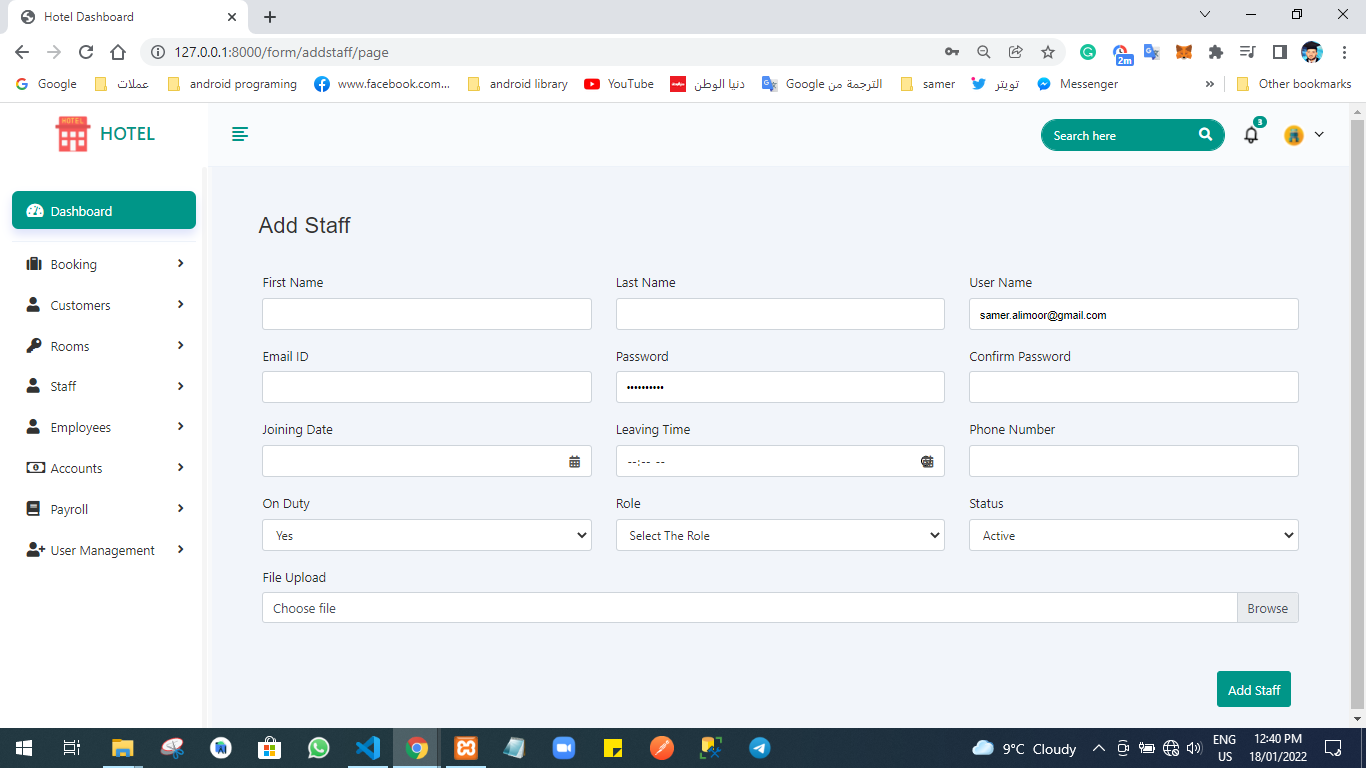 Hotel Dashboard
127.0.0.1:8000/form/addstaff/page
2m
Google
عملات
android programing
www.facebook.com...
android library
YouTube
دنيا الوطن
الترجمة من Google
samer
تويتر
Messenger
»
Other bookmarks
HOTEL
HOTEL
Search here
3
Dashboard
Booking
Customers
Rooms
Staff
Employees
Accounts
Payroll
User Management
Add Staff
First Name
Last Name
User Name
samer.alimoor@gmail.com
Email ID
Password
Confirm Password
••••••••••
Joining Date
Leaving Time
Phone Number
--:-- --
On Duty
Role
Status
Yes
Select The Role
Active
File Upload
Choose file
Browse
Add Staff
9°C Cloudy
ENG
US
12:40 PM
18/01/2022